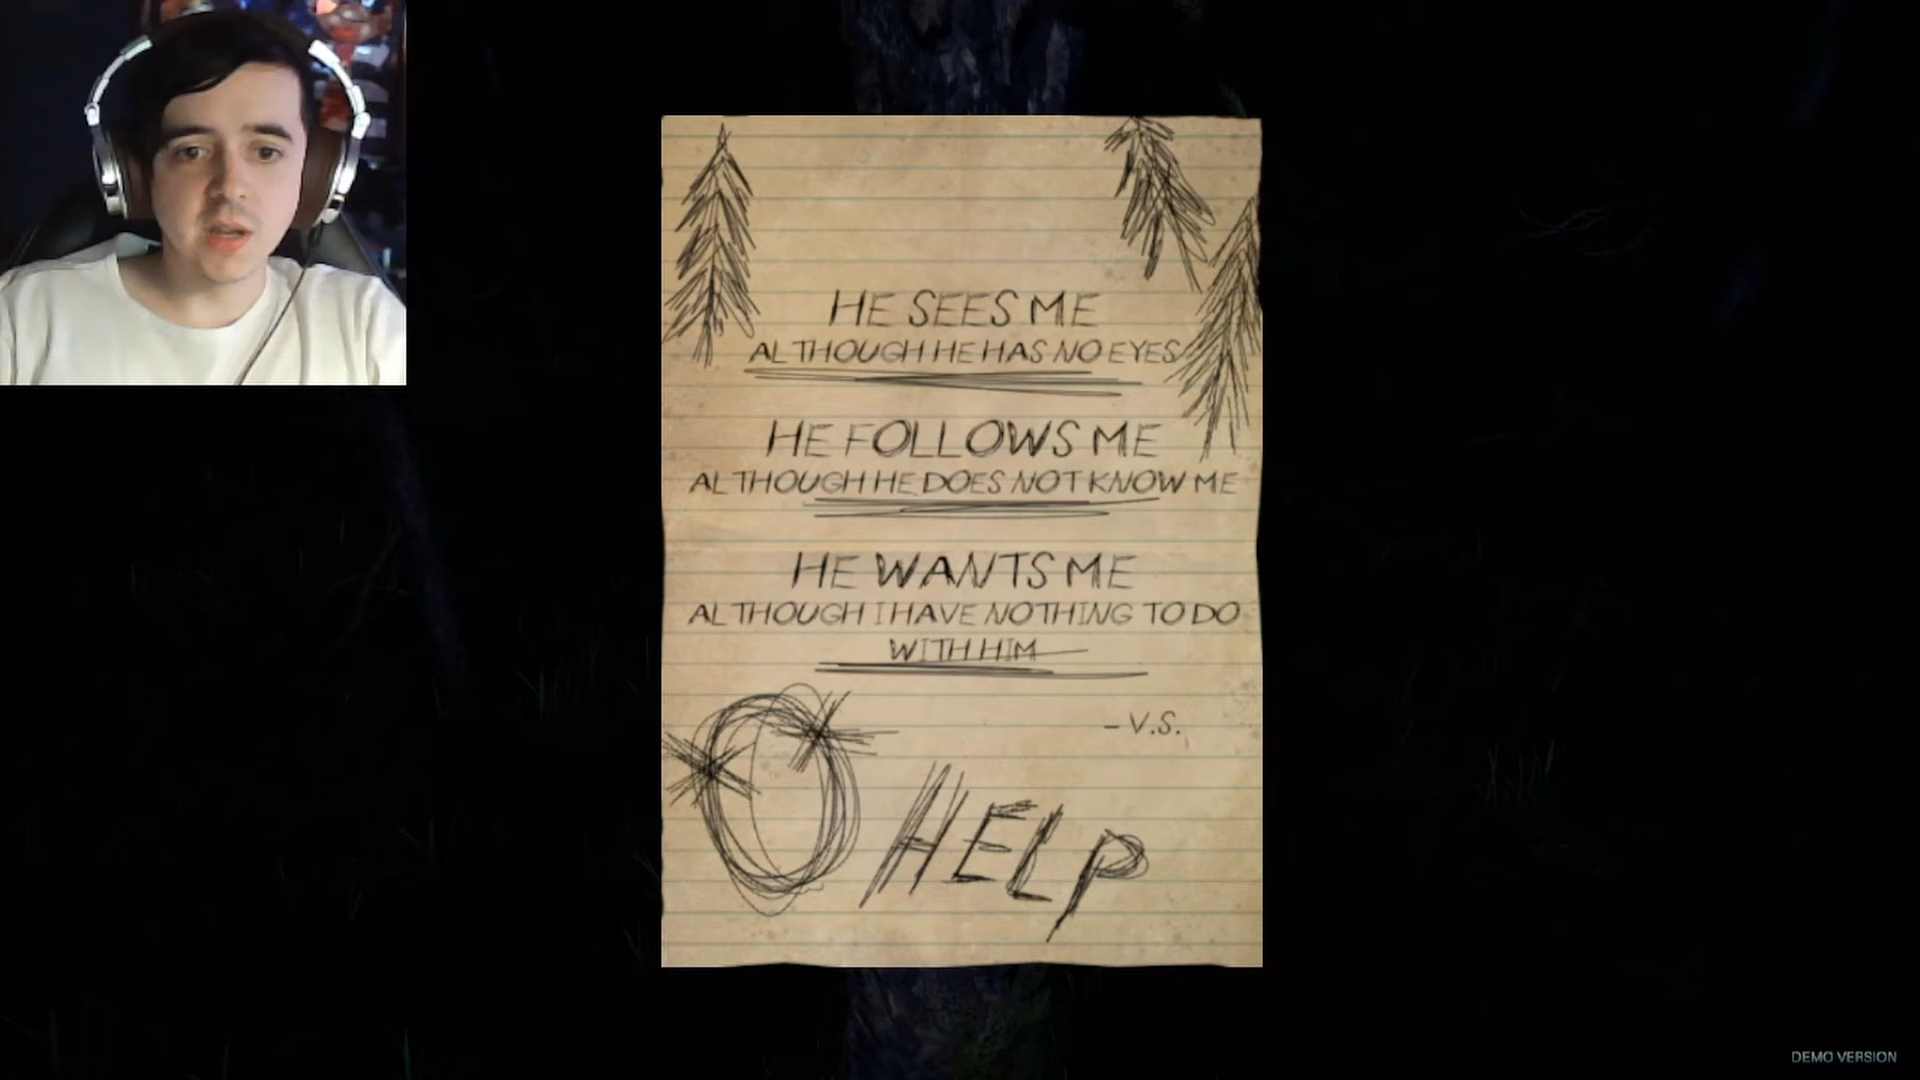 HE SEES ME
ALTHOUGH HE HAS NO EYES
HE FOLLOWS ME
ALTHOUGH HE DOES NOT KNOW ME
HE WANTS ME
ALTHOUGH I HAVE NOTHING TO DO
WITH HIM
- V.S.
HELP
DEMO VERSION